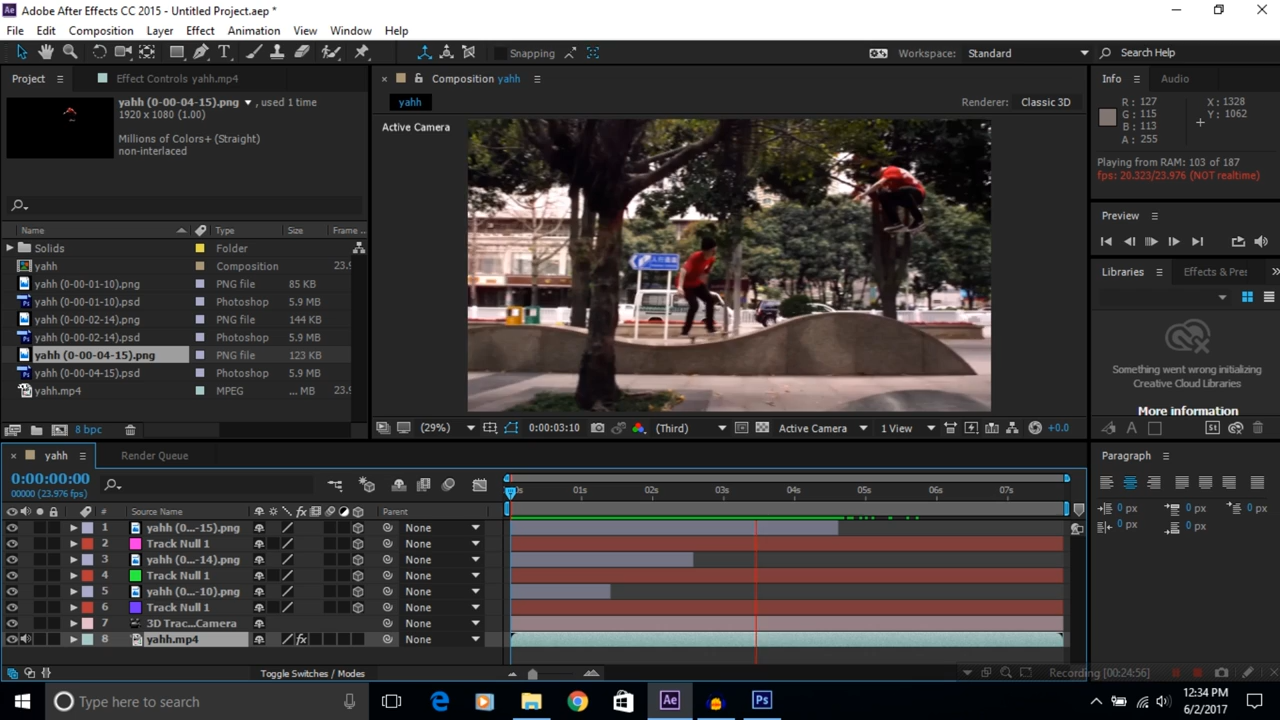 Adobe After Effects CC 2015 - Untitled Project.aep *
File Edit Composition Layer Effect Animation View Window Help
Snapping
Workspace: Standard
Search Help
Project
Effect Controls yahh.mp4
yahh (0-00-04-15).png , used 1 time
1920 x 1080 (1.00)
Millions of Colors+ (Straight)
non-interlaced
Name Type Size Frame ...
Solids Folder
yahh Composition 23.9
yahh (0-00-01-10).png PNG file 85 KB
yahh (0-00-01-10).psd Photoshop 5.9 MB
yahh (0-00-02-14).png PNG file 144 KB
yahh (0-00-02-14).psd Photoshop 5.9 MB
yahh (0-00-04-15).png PNG file 123 KB
yahh (0-00-04-15).psd Photoshop 5.9 MB
yahh.mp4 MPEG ... MB 23.9
8 bpc
Composition yahh
yahh
Renderer: Classic 3D
Active Camera
(29%) 0:00:03:10 (Third) Active Camera 1 View +0.0
Info Audio
R: 127 X: 1328
G: 115 Y: 1062
B: 113
A: 255
Playing from RAM: 103 of 187
fps: 20.323/23.976 (NOT realtime)
Preview
Libraries Effects & Pres
Something went wrong initializing
Creative Cloud Libraries
More information
St
Paragraph
0 px 0 px 0 px
0 px 0 px
yahh
Render Queue
0:00:00:00
00000 (23.976 fps)
# Source Name Parent
0s 01s 02s 03s 04s 05s 06s 07s
1 yahh (0...-15).png None
2 Track Null 1 None
3 yahh (0...-14).png None
4 Track Null 1 None
5 yahh (0...-10).png None
6 Track Null 1 None
7 3D Trac...Camera None
8 yahh.mp4 None
Toggle Switches / Modes
Recording [00:24:56]
Type here to search
Ae
Ps
12:34 PM
6/2/2017